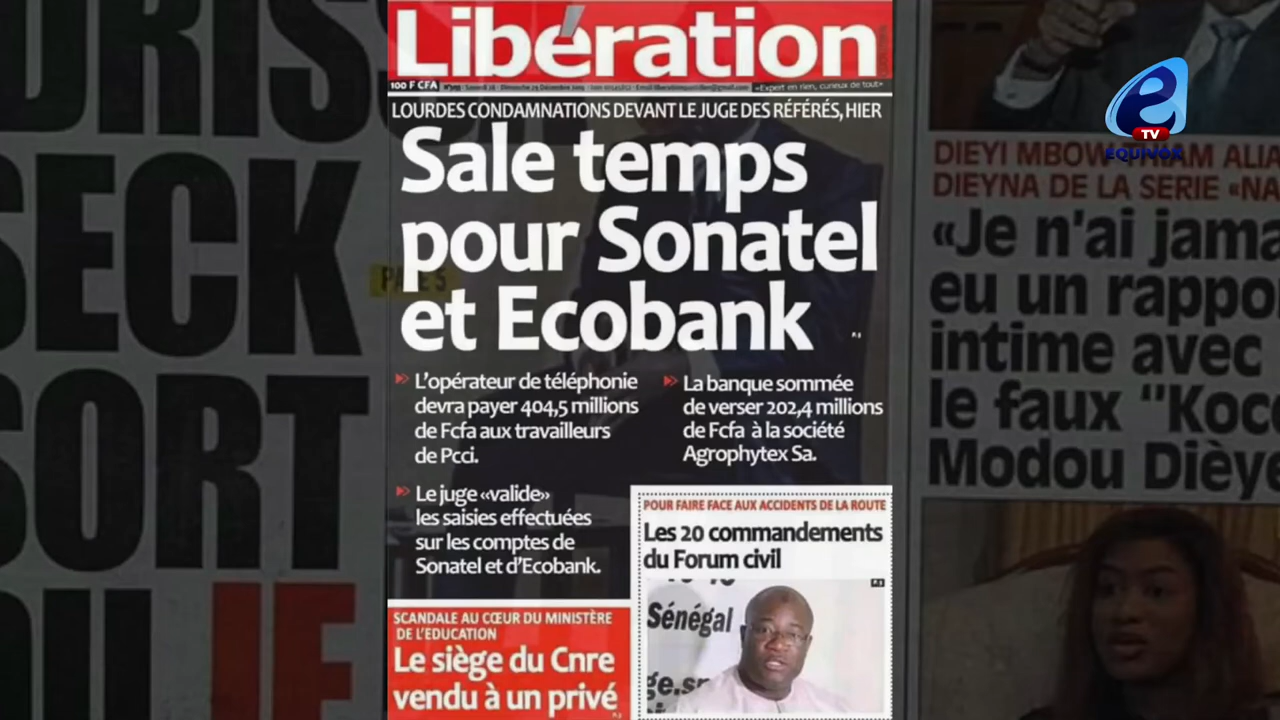 Libération
100 F CFA
«Expert en rien, curieux de tout»
LOURDES CONDAMNATIONS DEVANT LE JUGE DES RÉFÉRÉS, HIER
Sale temps
pour Sonatel
et Ecobank
L'opérateur de téléphonie
devra payer 404,5 millions
de Fcfa aux travailleurs
de Pcci.
Le juge «valide»
les saisies effectuées
sur les comptes de
Sonatel et d'Ecobank.
La banque sommée
de verser 202,4 millions
de Fcfa à la société
Agrophytex Sa.
POUR FAIRE FACE AUX ACCIDENTS DE LA ROUTE
Les 20 commandements
du Forum civil
Sénégal
SCANDALE AU CŒUR DU MINISTÈRE
DE L'EDUCATION
Le siège du Cnre
vendu à un privé
SECK
SORT
PAGE 5
e
TV
EQUIVOX
DIEYNA DE LA SERIE «NA
«Je n'ai jama
eu un rappo
intime avec
le faux "Koc
Modou Dièye